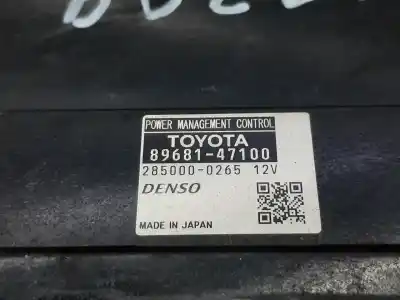 POWER MANAGEMENT CONTROL
TOYOTA
89681-47100
285000-0265 12V
DENSO
MADE IN JAPAN